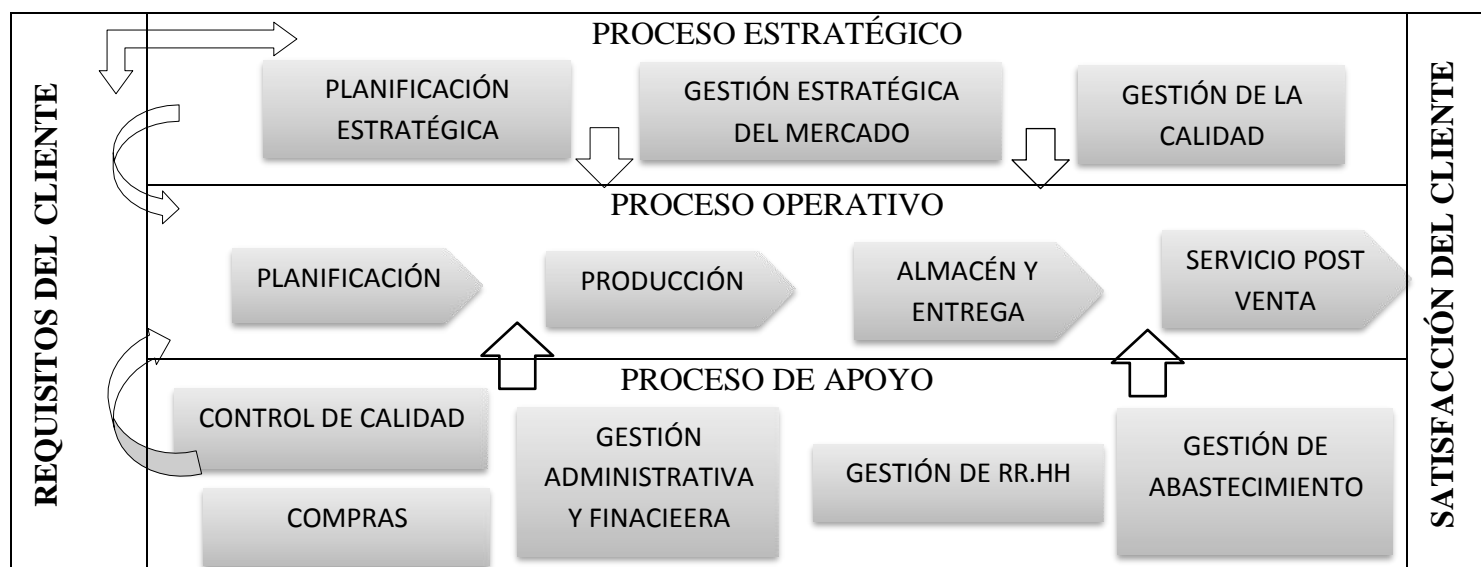 REQUISITOS DEL CLIENTE
PROCESO ESTRATÉGICO
PLANIFICACIÓN
ESTRATÉGICA
GESTIÓN ESTRATÉGICA
DEL MERCADO
GESTIÓN DE LA
CALIDAD
PROCESO OPERATIVO
PLANIFICACIÓN
PRODUCCIÓN
ALMACÉN Y
ENTREGA
SERVICIO POST
VENTA
PROCESO DE APOYO
CONTROL DE CALIDAD
COMPRAS
GESTIÓN
ADMINISTRATIVA
Y FINACIEERA
GESTIÓN DE RR.HH
GESTIÓN DE
ABASTECIMIENTO
SATISFACCIÓN DEL CLIENTE